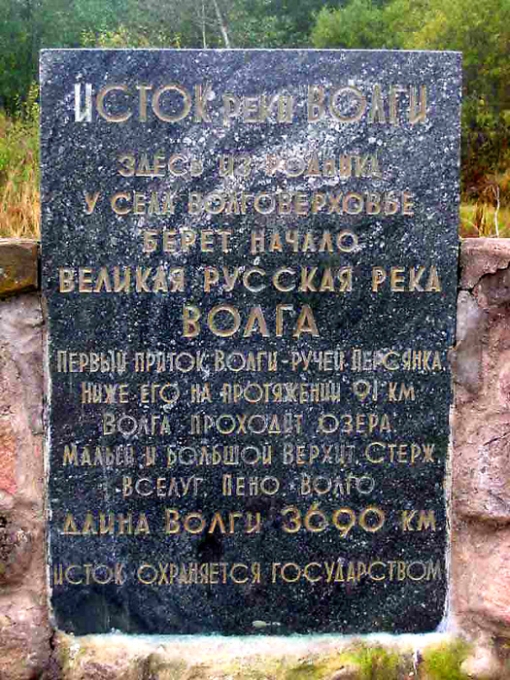 ИСТОК РЕКИ ВОЛГИ
ЗДЕСЬ ИЗ РОДНИКА
У СЕЛА ВОЛГОВЕРХОВЬЕ
БЕРЕТ НАЧАЛО
ВЕЛИКАЯ РУССКАЯ РЕКА
ВОЛГА
ПЕРВЫЙ ПРИТОК ВОЛГИ-РУЧЕЙ ПЕРСЯНКА.
НИЖЕ ЕГО НА ПРОТЯЖЕНИИ 91 КМ
ВОЛГА ПРОХОДИТ ОЗЕРА:
МАЛЫЙ И БОЛЬШОЙ ВЕРХИТ, СТЕРЖ,
ВСЕЛУГ, ПЕНО, ВОЛГО
ДЛИНА ВОЛГИ 3690 КМ
ИСТОК ОХРАНЯЕТСЯ ГОСУДАРСТВОМ